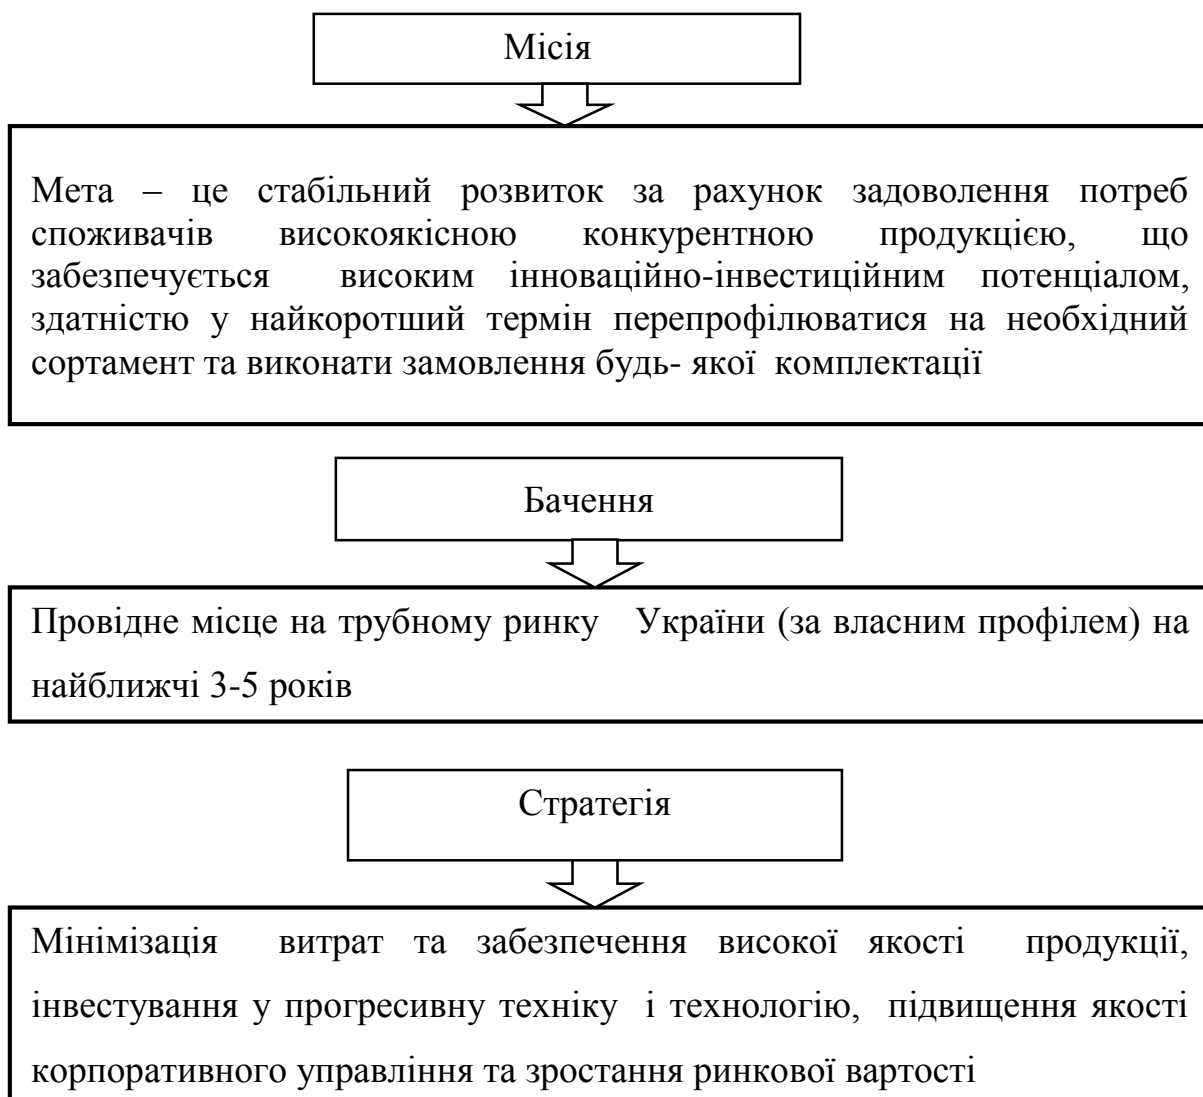 Місія
Мета – це стабільний розвиток за рахунок задоволення потреб
споживачів високоякісною конкурентною продукцією, що
забезпечується високим інноваційно-інвестиційним потенціалом,
здатністю у найкоротший термін перепрофілюватися на необхідний
сортамент та виконати замовлення будь- якої комплектації
Бачення
Провідне місце на трубному ринку України (за власним профілем) на
найближчі 3-5 років
Стратегія
Мінімізація витрат та забезпечення високої якості продукції,
інвестування у прогресивну техніку і технологію, підвищення якості
корпоративного управління та зростання ринкової вартості